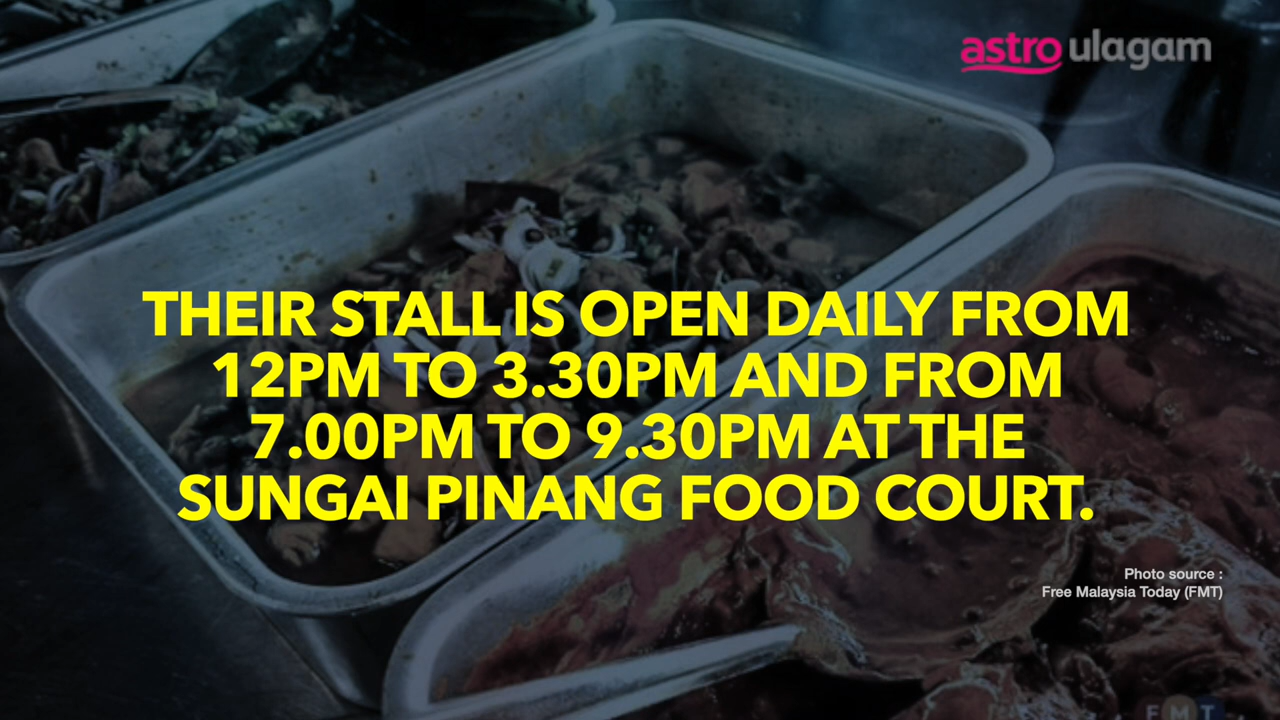 astro ulagam
THEIR STALL IS OPEN DAILY FROM
12PM TO 3.30PM AND FROM
7.00PM TO 9.30PM AT THE
SUNGAI PINANG FOOD COURT.
Photo source :
Free Malaysia Today (FMT)
FMT